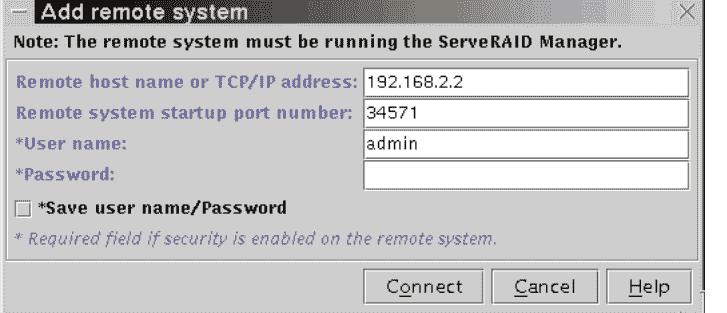 Add remote system
Note: The remote system must be running the ServeRAID Manager.
Remote host name or TCP/IP address: 192.168.2.2
Remote system startup port number: 34571
*User name: admin
*Password:
*Save user name/Password
* Required field if security is enabled on the remote system.
Connect Cancel Help